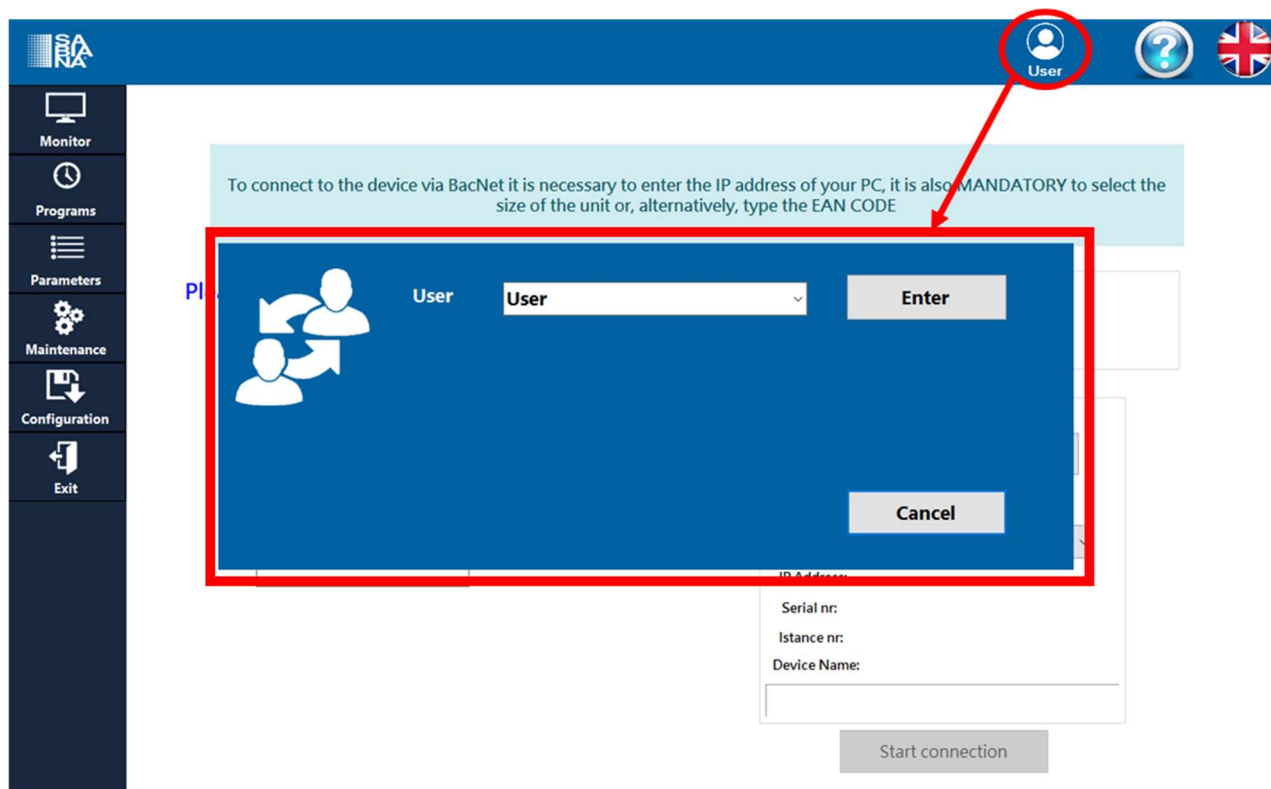 SA
BIA
NA
User
Monitor
Programs
Parameters
Maintenance
Configuration
Exit
To connect to the device via BacNet it is necessary to enter the IP address of your PC, it is also MANDATORY to select the
size of the unit or, alternatively, type the EAN CODE
User
User
Enter
Cancel
IP Address:
Serial nr:
Istance nr:
Device Name:
Start connection